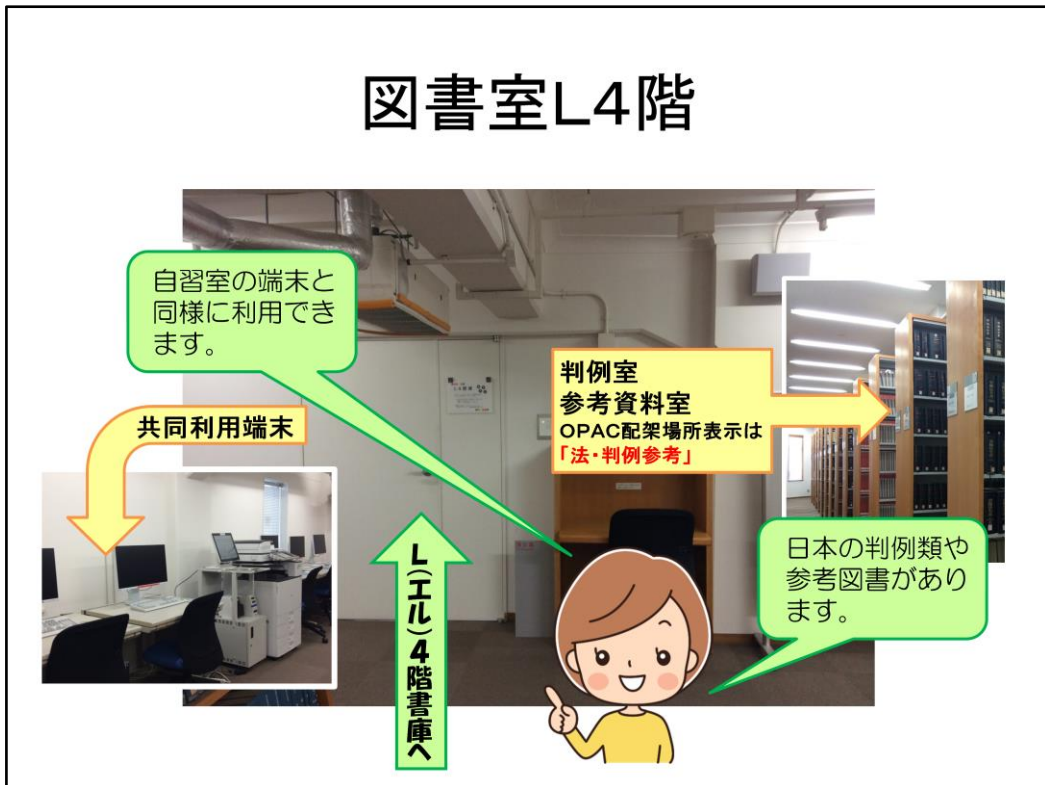 図書室L4階
自習室の端末と
同様に利用でき
ます。
共同利用端末
判例室
参考資料室
OPAC配架場所表示は
「法・判例参考」
L(エル)4階書庫へ
日本の判例類や
参考図書があり
ます。